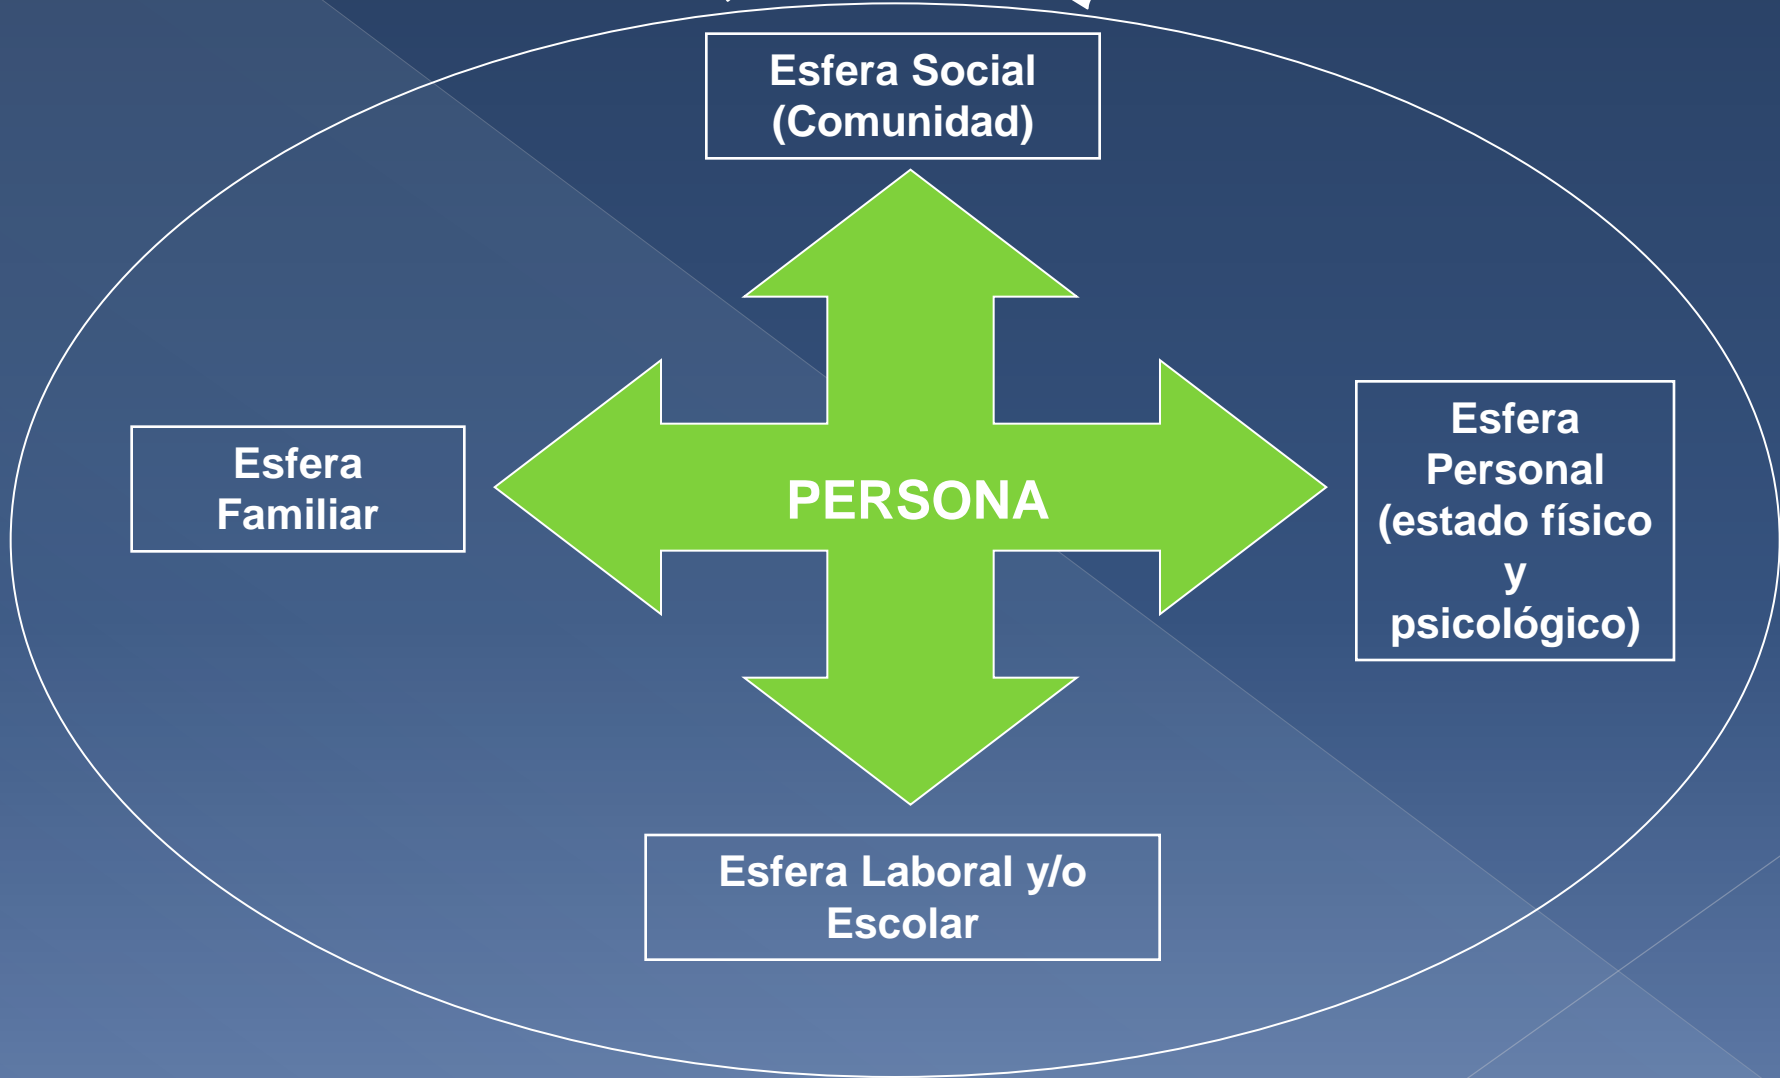 Esfera Social
(Comunidad)
Esfera
Familiar
PERSONA
Esfera
Personal
(estado físico
y
psicológico)
Esfera Laboral y/o
Escolar